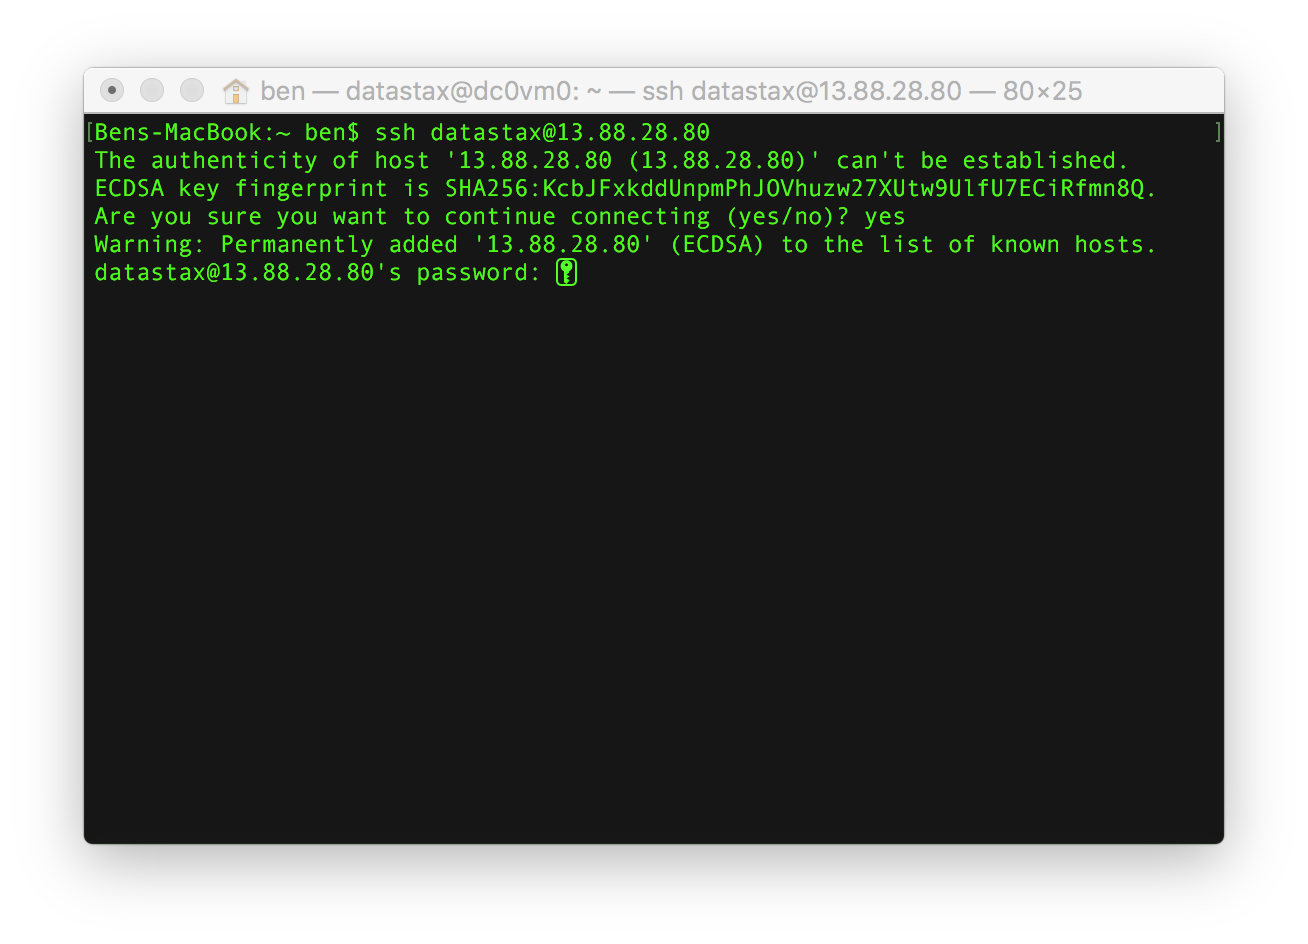 ben — datastax@dc0vm0: ~ — ssh datastax@13.88.28.80 — 80×25
[Bens-MacBook:~ ben$ ssh datastax@13.88.28.80 ]
The authenticity of host '13.88.28.80 (13.88.28.80)' can't be established.
ECDSA key fingerprint is SHA256:KcbJFxkddUnpmPhJOVhuzw27XUtw9UlfU7ECiRfmn8Q.
Are you sure you want to continue connecting (yes/no)? yes
Warning: Permanently added '13.88.28.80' (ECDSA) to the list of known hosts.
datastax@13.88.28.80's password: